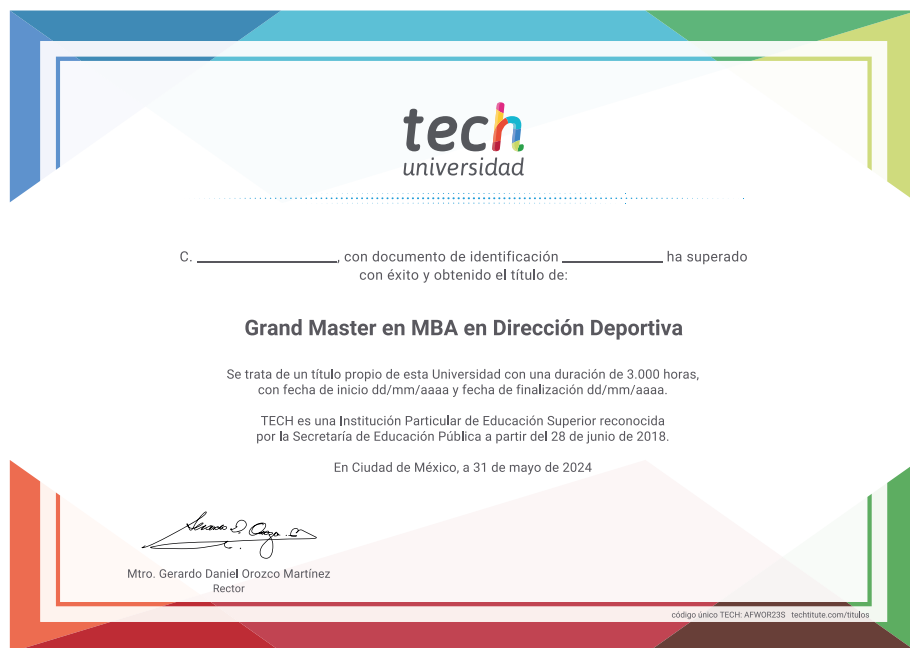 tech
universidad
C. ___________________, con documento de identificación _____________ ha superado
con éxito y obtenido el título de:
Grand Master en MBA en Dirección Deportiva
Se trata de un título propio de esta Universidad con una duración de 3.000 horas,
con fecha de inicio dd/mm/aaaa y fecha de finalización dd/mm/aaaa.
TECH es una Institución Particular de Educación Superior reconocida
por la Secretaría de Educación Pública a partir del 28 de junio de 2018.
En Ciudad de México, a 31 de mayo de 2024
Mtro. Gerardo Daniel Orozco Martínez
Rector
código único TECH: AFWOR23S techtitute.com/titulos